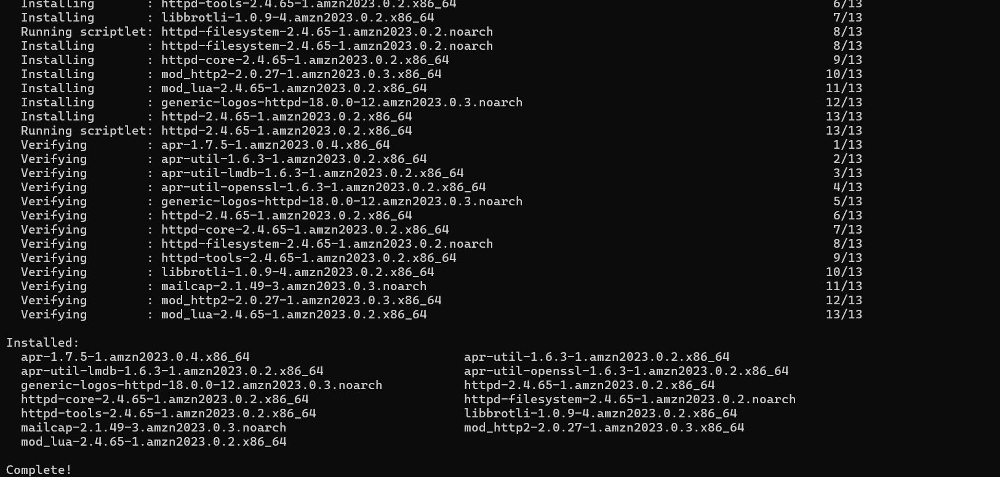 Installing        : httpd-tools-2.4.65-1.amzn2023.0.2.x86_64        6/13
Installing        : libbrotli-1.0.9-4.amzn2023.0.2.x86_64        7/13
Running scriptlet: httpd-filesystem-2.4.65-1.amzn2023.0.2.noarch        8/13
Installing        : httpd-filesystem-2.4.65-1.amzn2023.0.2.noarch        8/13
Installing        : httpd-core-2.4.65-1.amzn2023.0.2.x86_64        9/13
Installing        : mod_http2-2.0.27-1.amzn2023.0.3.x86_64        10/13
Installing        : mod_lua-2.4.65-1.amzn2023.0.2.x86_64        11/13
Installing        : generic-logos-httpd-18.0.0-12.amzn2023.0.3.noarch        12/13
Installing        : httpd-2.4.65-1.amzn2023.0.2.x86_64        13/13
Running scriptlet: httpd-2.4.65-1.amzn2023.0.2.x86_64        13/13
Verifying         : apr-1.7.5-1.amzn2023.0.4.x86_64        1/13
Verifying         : apr-util-1.6.3-1.amzn2023.0.2.x86_64        2/13
Verifying         : apr-util-lmdb-1.6.3-1.amzn2023.0.2.x86_64        3/13
Verifying         : apr-util-openssl-1.6.3-1.amzn2023.0.2.x86_64        4/13
Verifying         : generic-logos-httpd-18.0.0-12.amzn2023.0.3.noarch        5/13
Verifying         : httpd-2.4.65-1.amzn2023.0.2.x86_64        6/13
Verifying         : httpd-core-2.4.65-1.amzn2023.0.2.x86_64        7/13
Verifying         : httpd-filesystem-2.4.65-1.amzn2023.0.2.noarch        8/13
Verifying         : httpd-tools-2.4.65-1.amzn2023.0.2.x86_64        9/13
Verifying         : libbrotli-1.0.9-4.amzn2023.0.2.x86_64        10/13
Verifying         : mailcap-2.1.49-3.amzn2023.0.3.noarch        11/13
Verifying         : mod_http2-2.0.27-1.amzn2023.0.3.x86_64        12/13
Verifying         : mod_lua-2.4.65-1.amzn2023.0.2.x86_64        13/13
Installed:
apr-1.7.5-1.amzn2023.0.4.x86_64        apr-util-1.6.3-1.amzn2023.0.2.x86_64
apr-util-lmdb-1.6.3-1.amzn2023.0.2.x86_64        apr-util-openssl-1.6.3-1.amzn2023.0.2.x86_64
generic-logos-httpd-18.0.0-12.amzn2023.0.3.noarch        httpd-2.4.65-1.amzn2023.0.2.x86_64
httpd-core-2.4.65-1.amzn2023.0.2.x86_64        httpd-filesystem-2.4.65-1.amzn2023.0.2.noarch
httpd-tools-2.4.65-1.amzn2023.0.2.x86_64        libbrotli-1.0.9-4.amzn2023.0.2.x86_64
mailcap-2.1.49-3.amzn2023.0.3.noarch        mod_http2-2.0.27-1.amzn2023.0.3.x86_64
mod_lua-2.4.65-1.amzn2023.0.2.x86_64
Complete!